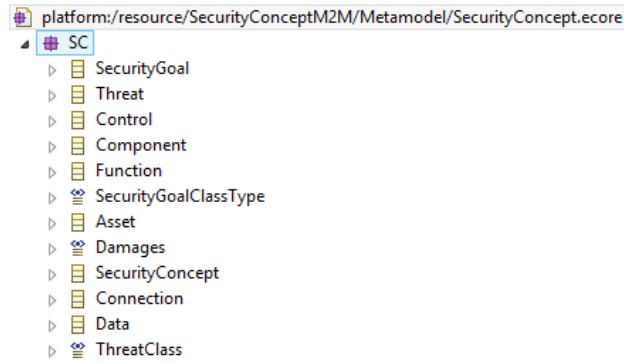 platform:/resource/SecurityConceptM2M/Metamodel/SecurityConcept.ecore
SC
SecurityGoal
Threat
Control
Component
Function
SecurityGoalClassType
Asset
Damages
SecurityConcept
Connection
Data
ThreatClass